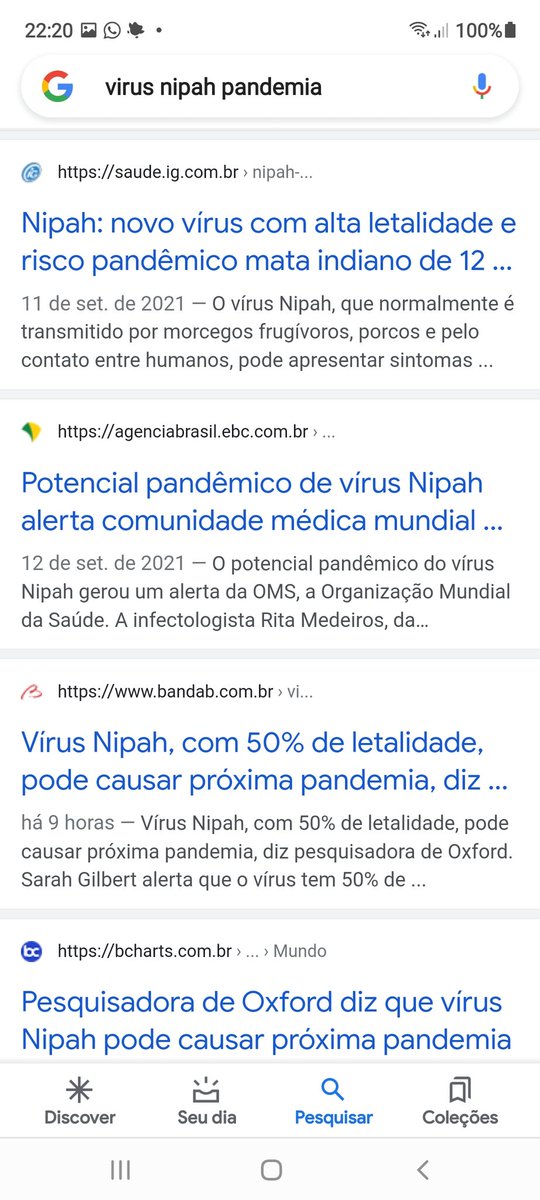 22:20 100%
virus nipah pandemia
https://saude.ig.com.br › nipah-...
Nipah: novo vírus com alta letalidade e
risco pandêmico mata indiano de 12 ...
11 de set. de 2021 — O vírus Nipah, que normalmente é
transmitido por morcegos frugívoros, porcos e pelo
contato entre humanos, pode apresentar sintomas ...
https://agenciabrasil.ebc.com.br › ...
Potencial pandêmico de vírus Nipah
alerta comunidade médica mundial ...
12 de set. de 2021 — O potencial pandêmico do vírus
Nipah gerou um alerta da OMS, a Organização Mundial
da Saúde. A infectologista Rita Medeiros, da...
https://www.bandab.com.br › vi...
Vírus Nipah, com 50% de letalidade,
pode causar próxima pandemia, diz ...
há 9 horas — Vírus Nipah, com 50% de letalidade, pode
causar próxima pandemia, diz pesquisadora de Oxford.
Sarah Gilbert alerta que o vírus tem 50% de ...
bc https://bcharts.com.br › ... › Mundo
Pesquisadora de Oxford diz que vírus
Nipah pode causar próxima pandemia
Discover Seu dia Pesquisar Coleções